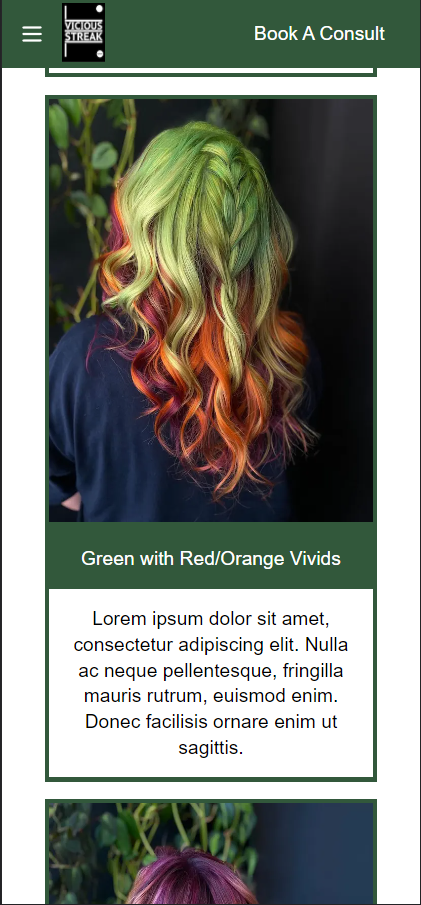 VICIOUS
STREAK
Book A Consult
Green with Red/Orange Vivids
Lorem ipsum dolor sit amet,
consectetur adipiscing elit. Nulla
ac neque pellentesque, fringilla
mauris rutrum, euismod enim.
Donec facilisis ornare enim ut
sagittis.